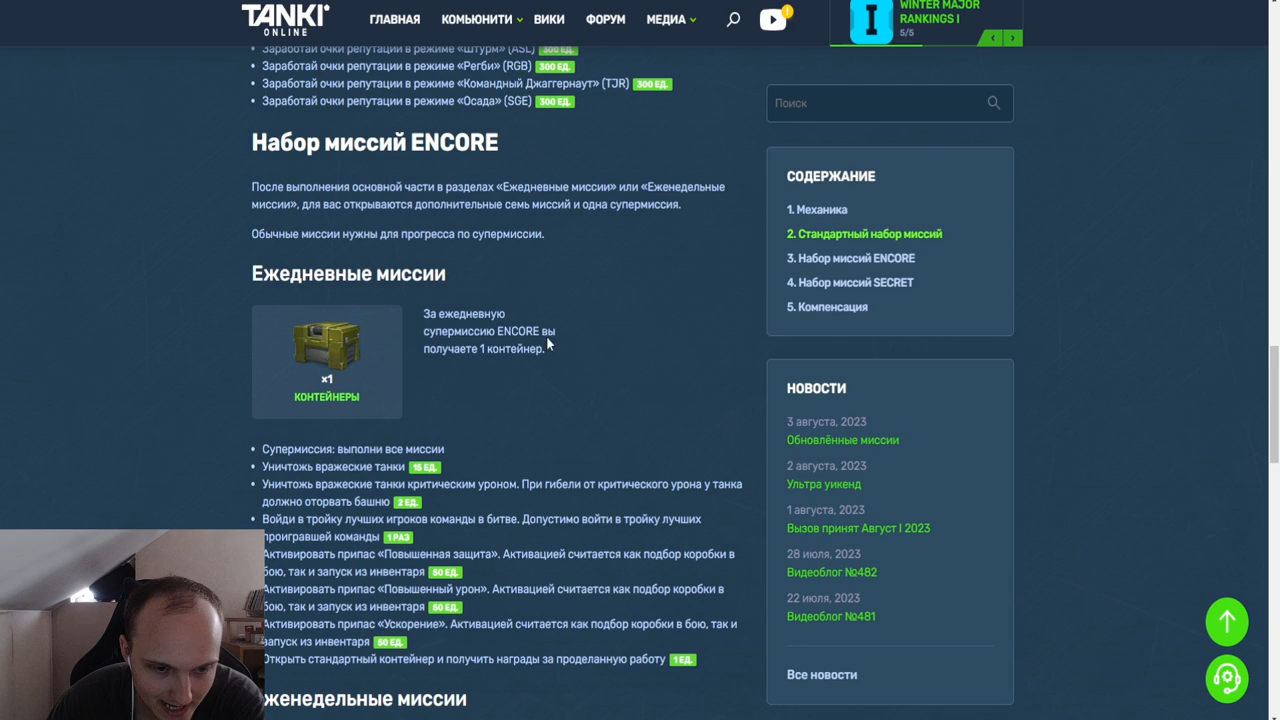 TANKI
ONLINE
ГЛАВНАЯ
КОМЬЮНИТИ
ВИКИ
ФОРУМ
МЕДИА
!
I
WINTER MAJOR
RANKINGS I
5/5
Заработай очки репутации в режиме «Штурм» (ASL) 300 ЕД.
Заработай очки репутации в режиме «Регби» (RGB) 300 ЕД.
Заработай очки репутации в режиме «Командный Джаггернаут» (TJR) 300 ЕД.
Заработай очки репутации в режиме «Осада» (SGE) 300 ЕД.
Набор миссий ENCORE
После выполнения основной части в разделах «Ежедневные миссии» или «Еженедельные
миссии», для вас открываются дополнительные семь миссий и одна супермиссия.
Обычные миссии нужны для прогресса по супермиссии.
Ежедневные миссии
x1
КОНТЕЙНЕРЫ
За ежедневную
супермиссию ENCORE вы
получаете 1 контейнер.
Супермиссия: выполни все миссии
Уничтожь вражеские танки 15 ЕД.
Уничтожь вражеские танки критическим уроном. При гибели от критического урона у танка
должно оторвать башню 2 ЕД.
Войди в тройку лучших игроков команды в битве. Допустимо войти в тройку лучших
проигравшей команды 1 РАЗ
Активировать припас «Повышенная защита». Активацией считается как подбор коробки в
бою, так и запуск из инвентаря 50 ЕД.
Активировать припас «Повышенный урон». Активацией считается как подбор коробки в
бою, так и запуск из инвентаря 50 ЕД.
Активировать припас «Ускорение». Активацией считается как подбор коробки в бою, так и
запуск из инвентаря 50 ЕД.
Открыть стандартный контейнер и получить награды за проделанную работу 1 ЕД.
женедельные миссии
Поиск
СОДЕРЖАНИЕ
1. Механика
2. Стандартный набор миссий
3. Набор миссий ENCORE
4. Набор миссий SECRET
5. Компенсация
НОВОСТИ
3 августа, 2023
Обновлённые миссии
2 августа, 2023
Ультра уикенд
1 августа, 2023
Вызов принят Август I 2023
28 июля, 2023
Видеоблог №482
22 июля, 2023
Видеоблог №481
Все новости